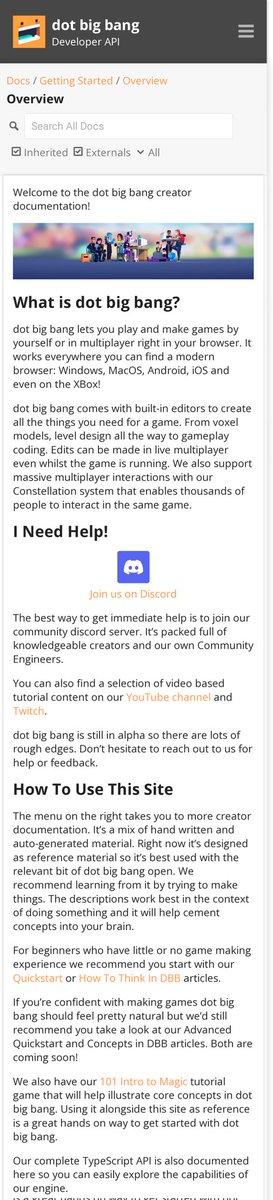 dot big bang
Developer API
Docs / Getting Started / Overview
Overview
Search All Docs
Inherited Externals All
Welcome to the dot big bang creator
documentation!
What is dot big bang?
dot big bang lets you play and make games by
yourself or in multiplayer right in your browser. It
works everywhere you can find a modern
browser: Windows, MacOS, Android, iOS and
even on the XBox!
dot big bang comes with built-in editors to create
all the things you need for a game. From voxel
models, level design all the way to gameplay
coding. Edits can be made in live multiplayer
even whilst the game is running. We also support
massive multiplayer interactions with our
Constellation system that enables thousands of
people to interact in the same game.
I Need Help!
Join us on Discord
The best way to get immediate help is to join our
community discord server. It's packed full of
knowledgeable creators and our own Community
Engineers.
You can also find a selection of video based
tutorial content on our YouTube channel and
Twitch.
dot big bang is still in alpha so there are lots of
rough edges. Don't hesitate to reach out to us for
help or feedback.
How To Use This Site
The menu on the right takes you to more creator
documentation. It's a mix of hand written and
auto-generated material. Right now it's designed
as reference material so it's best used with the
relevant bit of dot big bang open. We
recommend learning from it by trying to make
things. The descriptions work best in the context
of doing something and it will help cement
concepts into your brain.
For beginners who have little or no game making
experience we recommend you start with our
Quickstart or How To Think In DBB articles.
If you're confident with making games dot big
bang should feel pretty natural but we'd still
recommend you take a look at our Advanced
Quickstart and Concepts in DBB articles. Both are
coming soon!
We also have our 101 Intro to Magic tutorial
game that will help illustrate core concepts in dot
big bang. Using it alongside this site as reference
is a great hands on way to get started with dot
big bang.
Our complete TypeScript API is also documented
here so you can easily explore the capabilities of
our engine.